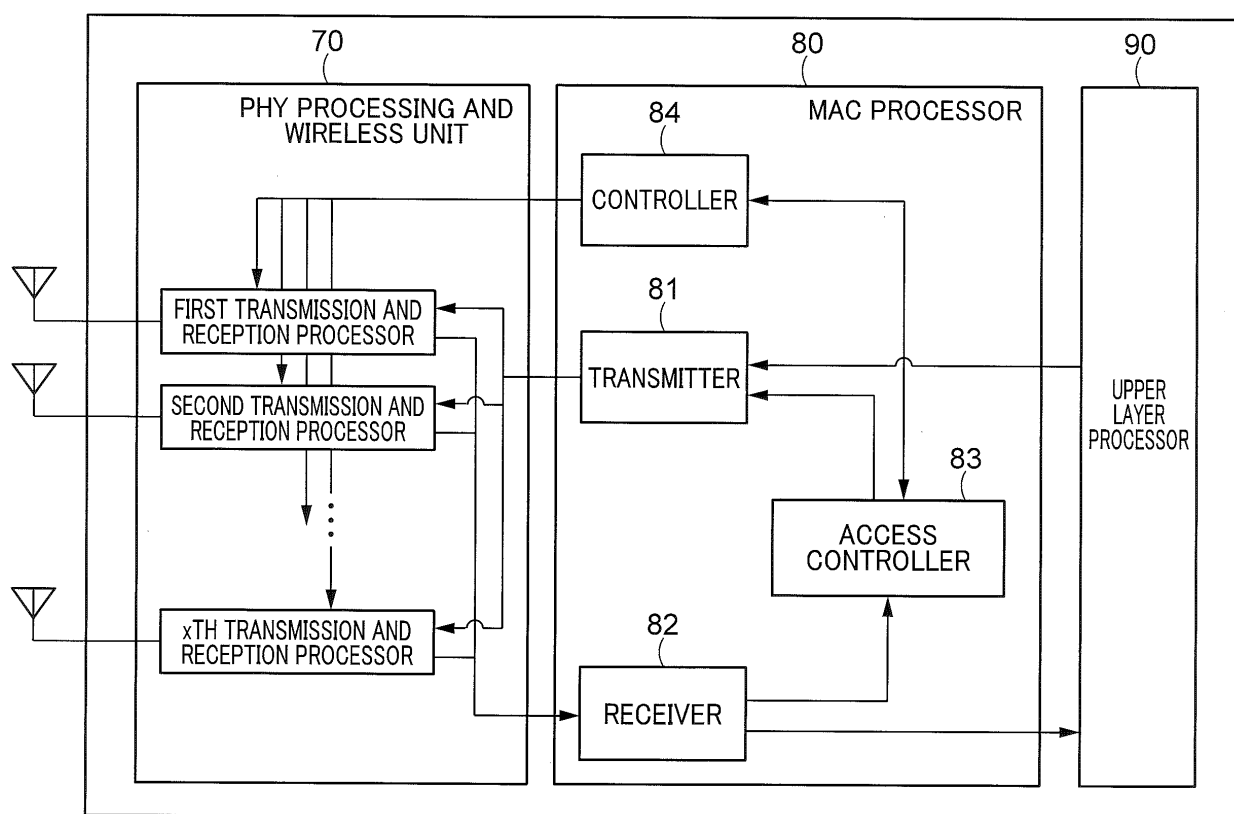 70
80
90
PHY PROCESSING AND
WIRELESS UNIT
MAC PROCESSOR
84
CONTROLLER
FIRST TRANSMISSION AND
RECEPTION PROCESSOR
81
TRANSMITTER
SECOND TRANSMISSION AND
RECEPTION PROCESSOR
UPPER
LAYER
PROCESSOR
83
ACCESS
CONTROLLER
xTH TRANSMISSION AND
RECEPTION PROCESSOR
82
RECEIVER